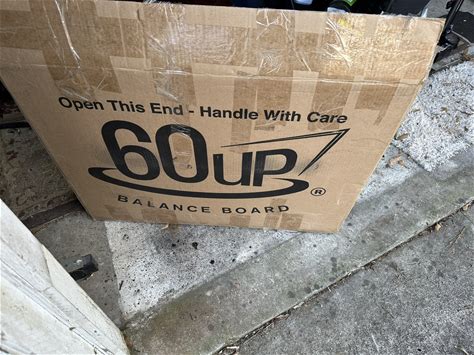 Open This End - Handle With Care
60uP
BALANCE BOARD ®